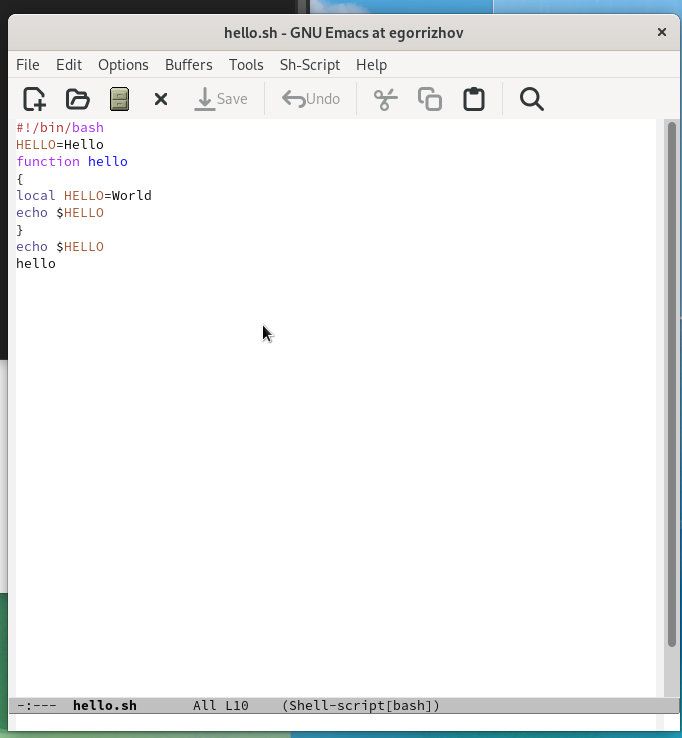 hello.sh - GNU Emacs at egorrizhov
File Edit Options Buffers Tools Sh-Script Help
Save Undo
#!/bin/bash
HELLO=Hello
function hello
{
local HELLO=World
echo $HELLO
}
echo $HELLO
hello
-:--- hello.sh All L10 (Shell-script[bash])